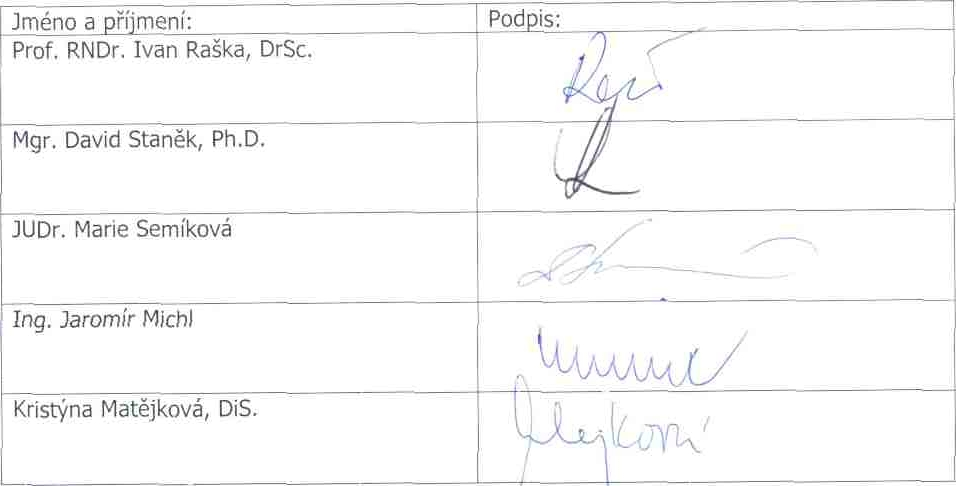 Jméno a příjmení: Podpis:
Prof. RNDr. Ivan Raška, DrSc.
Mgr. David Staněk, Ph.D.
JUDr. Marie Semíková
Ing. Jaromír Michl
Kristýna Matějková, DiS.